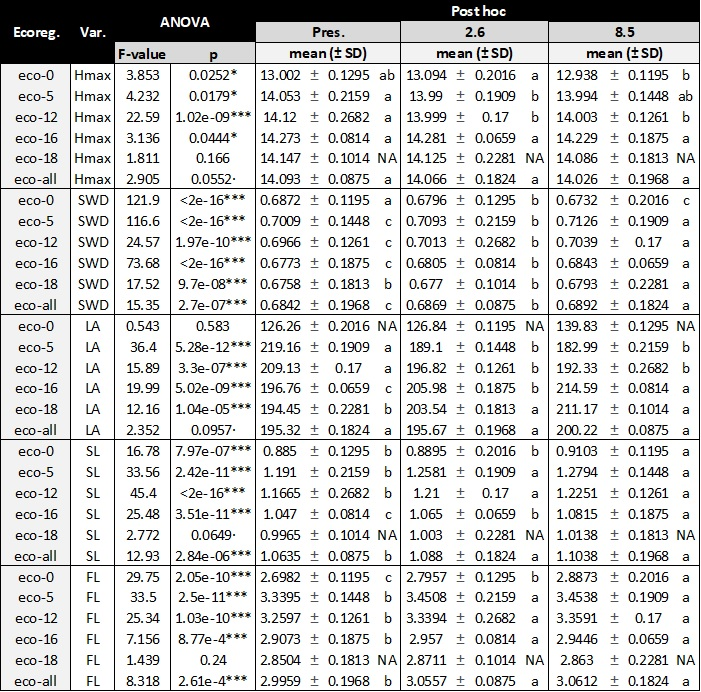 Ecoreg. Var. ANOVA Post hoc
Pres. 2.6 8.5
F-value p mean (± SD) mean (± SD) mean (± SD)
eco-0 Hmax 3.853 0.0252* 13.002 ± 0.1295 ab 13.094 ± 0.2016 a 12.938 ± 0.1195 b
eco-5 Hmax 4.232 0.0179* 14.053 ± 0.2159 a 13.99 ± 0.1909 b 13.994 ± 0.1448 ab
eco-12 Hmax 22.59 1.02e-09*** 14.12 ± 0.2682 a 13.999 ± 0.17 b 14.003 ± 0.1261 b
eco-16 Hmax 3.136 0.0444* 14.273 ± 0.0814 a 14.281 ± 0.0659 a 14.229 ± 0.1875 a
eco-18 Hmax 1.811 0.166 14.147 ± 0.1014 NA 14.125 ± 0.2281 NA 14.086 ± 0.1813 NA
eco-all Hmax 2.905 0.0552· 14.093 ± 0.0875 a 14.066 ± 0.1824 a 14.026 ± 0.1968 a
eco-0 SWD 121.9 <2e-16*** 0.6872 ± 0.1195 a 0.6796 ± 0.1295 b 0.6732 ± 0.2016 c
eco-5 SWD 116.6 <2e-16*** 0.7009 ± 0.1448 c 0.7093 ± 0.2159 b 0.7126 ± 0.1909 a
eco-12 SWD 24.57 1.97e-10*** 0.6966 ± 0.1261 c 0.7013 ± 0.2682 b 0.7039 ± 0.17 a
eco-16 SWD 73.68 <2e-16*** 0.6773 ± 0.1875 c 0.6805 ± 0.0814 b 0.6843 ± 0.0659 a
eco-18 SWD 17.52 9.7e-08*** 0.6758 ± 0.1813 b 0.677 ± 0.1014 b 0.6793 ± 0.2281 a
eco-all SWD 15.35 2.7e-07*** 0.6842 ± 0.1968 c 0.6869 ± 0.0875 b 0.6892 ± 0.1824 a
eco-0 LA 0.543 0.583 126.26 ± 0.2016 NA 126.84 ± 0.1195 NA 139.83 ± 0.1295 NA
eco-5 LA 36.4 5.28e-12*** 219.16 ± 0.1909 a 189.1 ± 0.1448 b 182.99 ± 0.2159 b
eco-12 LA 15.89 3.3e-07*** 209.13 ± 0.17 a 196.82 ± 0.1261 b 192.33 ± 0.2682 b
eco-16 LA 19.99 5.02e-09*** 196.76 ± 0.0659 c 205.98 ± 0.1875 b 214.59 ± 0.0814 a
eco-18 LA 12.16 1.04e-05*** 194.45 ± 0.2281 b 203.54 ± 0.1813 a 211.17 ± 0.1014 a
eco-all LA 2.352 0.0957· 195.32 ± 0.1824 a 195.67 ± 0.1968 a 200.22 ± 0.0875 a
eco-0 SL 16.78 7.97e-07*** 0.885 ± 0.1295 b 0.8895 ± 0.2016 b 0.9103 ± 0.1195 a
eco-5 SL 33.56 2.42e-11*** 1.191 ± 0.2159 b 1.2581 ± 0.1909 a 1.2794 ± 0.1448 a
eco-12 SL 45.4 <2e-16*** 1.1665 ± 0.2682 b 1.21 ± 0.17 a 1.2251 ± 0.1261 a
eco-16 SL 25.48 3.51e-11*** 1.047 ± 0.0814 c 1.065 ± 0.0659 b 1.0815 ± 0.1875 a
eco-18 SL 2.772 0.0649· 0.9965 ± 0.1014 NA 1.003 ± 0.2281 NA 1.0138 ± 0.1813 NA
eco-all SL 12.93 2.84e-06*** 1.0635 ± 0.0875 b 1.088 ± 0.1824 a 1.1038 ± 0.1968 a
eco-0 FL 29.75 2.05e-10*** 2.6982 ± 0.1195 c 2.7957 ± 0.1295 b 2.8873 ± 0.2016 a
eco-5 FL 33.5 2.5e-11*** 3.3395 ± 0.1448 b 3.4508 ± 0.2159 a 3.4538 ± 0.1909 a
eco-12 FL 25.34 1.03e-10*** 3.2597 ± 0.1261 b 3.3394 ± 0.2682 a 3.3591 ± 0.17 a
eco-16 FL 7.156 8.77e-4*** 2.9073 ± 0.1875 b 2.957 ± 0.0814 a 2.9446 ± 0.0659 a
eco-18 FL 1.439 0.24 2.8504 ± 0.1813 NA 2.8711 ± 0.1014 NA 2.863 ± 0.2281 NA
eco-all FL 8.318 2.61e-4*** 2.9959 ± 0.1968 b 3.0557 ± 0.0875 a 3.0612 ± 0.1824 a